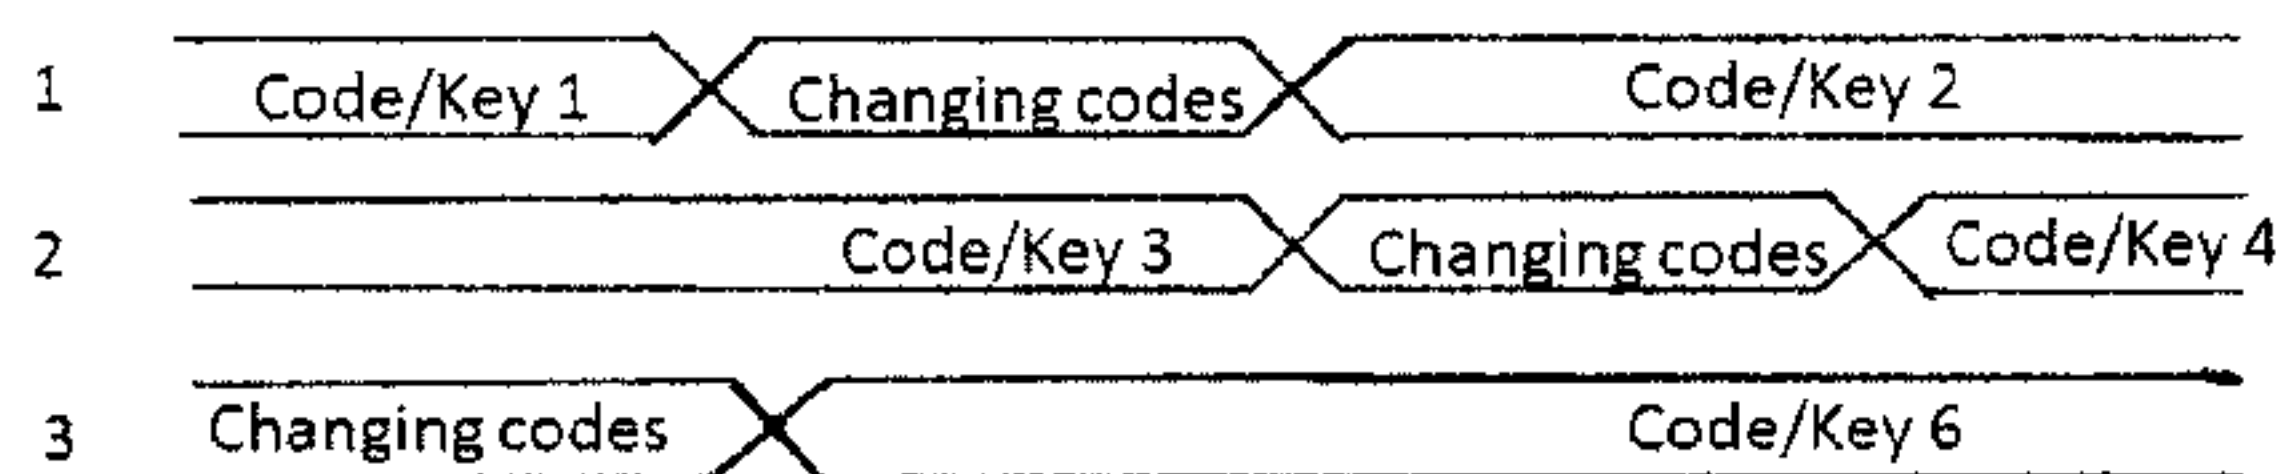 1 Code/Key 1 Changing codes Code/Key 2
2 Code/Key 3 Changing codes Code/Key 4
3 Changing codes Code/Key 6